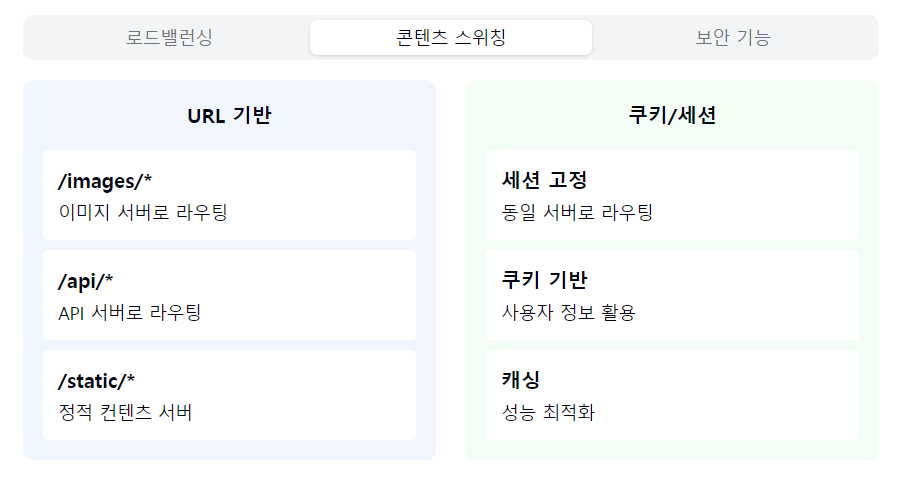 로드밸런싱
콘텐츠 스위칭
보안 기능
URL 기반
/images/*
이미지 서버로 라우팅
/api/*
API 서버로 라우팅
/static/*
정적 컨텐츠 서버
쿠키/세션
세션 고정
동일 서버로 라우팅
쿠키 기반
사용자 정보 활용
캐싱
성능 최적화